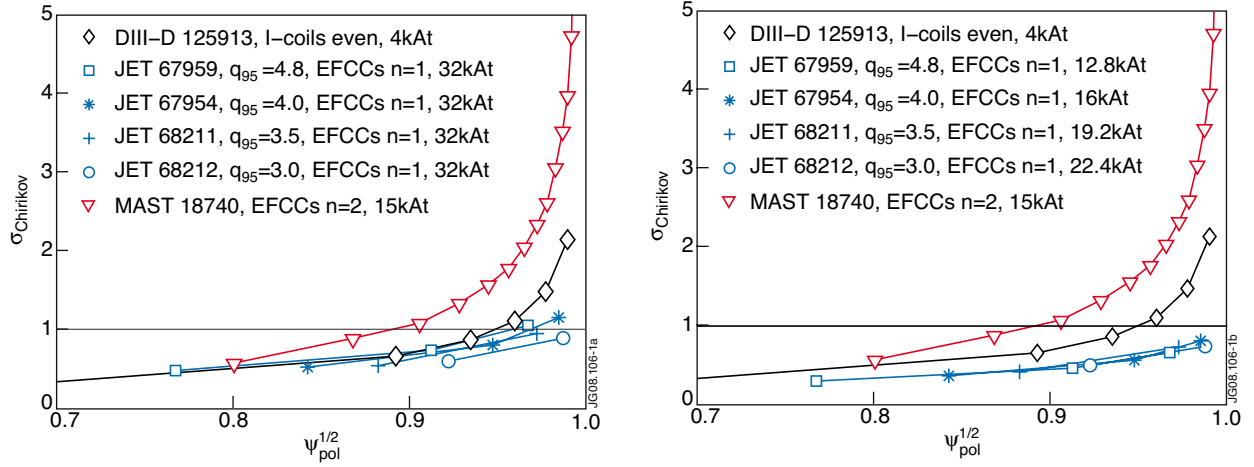 5
4
3
2
1
0
σChirikov
DIII–D 125913, I–coils even, 4kAt
JET 67959, q95 =4.8, EFCCs n=1, 32kAt
JET 67954, q95 =4.0, EFCCs n=1, 32kAt
JET 68211, q95=3.5, EFCCs n=1, 32kAt
JET 68212, q95=3.0, EFCCs n=1, 32kAt
MAST 18740, EFCCs n=2, 15kAt
JG08.106-1a
0.7
0.8
0.9
1.0
ψpol1/2
5
4
3
2
1
0
σChirikov
DIII–D 125913, I–coils even, 4kAt
JET 67959, q95 =4.8, EFCCs n=1, 12.8kAt
JET 67954, q95 =4.0, EFCCs n=1, 16kAt
JET 68211, q95=3.5, EFCCs n=1, 19.2kAt
JET 68212, q95=3.0, EFCCs n=1, 22.4kAt
MAST 18740, EFCCs n=2, 15kAt
JG08.106-1b
0.7
0.8
0.9
1.0
ψpol1/2